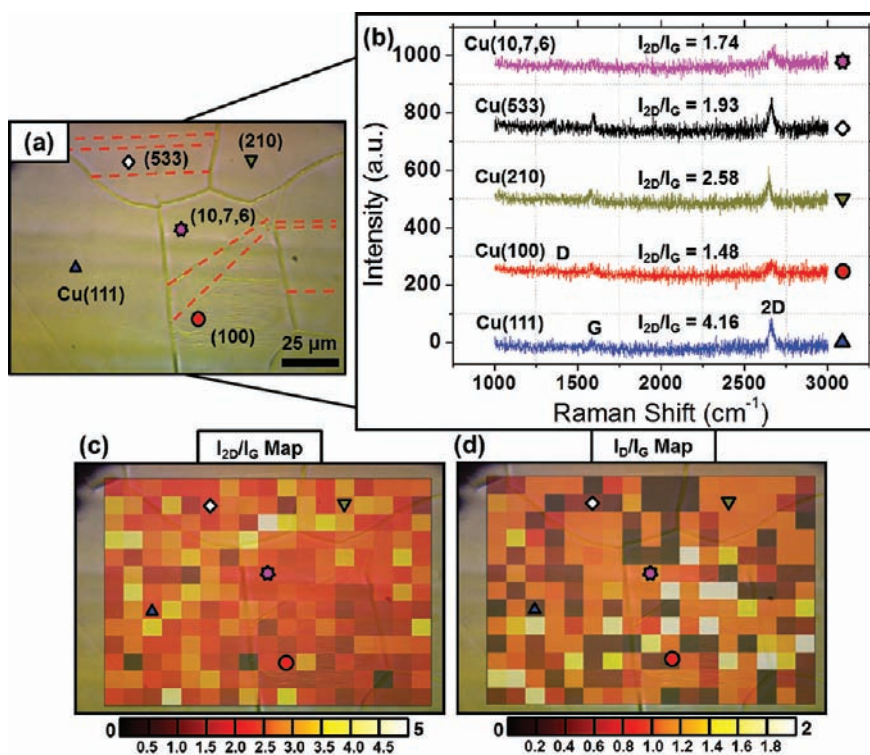 (a)
(533)
(210)
(10,7,6)
Cu(111)
(100)
25 µm
(b)
Intensity (a.u.)
1000
800
600
400
200
0
Cu(10,7,6) I2D/IG = 1.74
Cu(533) I2D/IG = 1.93
Cu(210) I2D/IG = 2.58
Cu(100) D I2D/IG = 1.48
Cu(111) G I2D/IG = 4.16 2D
1000 1500 2000 2500 3000
Raman Shift (cm-1)
(c) I2D/IG Map
0 5
0.5 1.0 1.5 2.0 2.5 3.0 3.5 4.0 4.5
(d) ID/IG Map
0 2
0.2 0.4 0.6 0.8 1.0 1.2 1.4 1.6 1.8